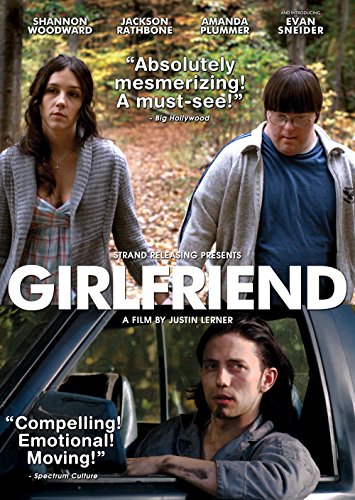 SHANNON WOODWARD
JACKSON RATHBONE
AMANDA PLUMMER
AND INTRODUCING
EVAN SNEIDER
"Absolutely
mesmerizing!
A must-see!"
- Big Hollywood
STRAND RELEASING PRESENTS
GIRLFRIEND
A FILM BY JUSTIN LERNER
"Compelling!
Emotional!
Moving!"
- Spectrum Culture